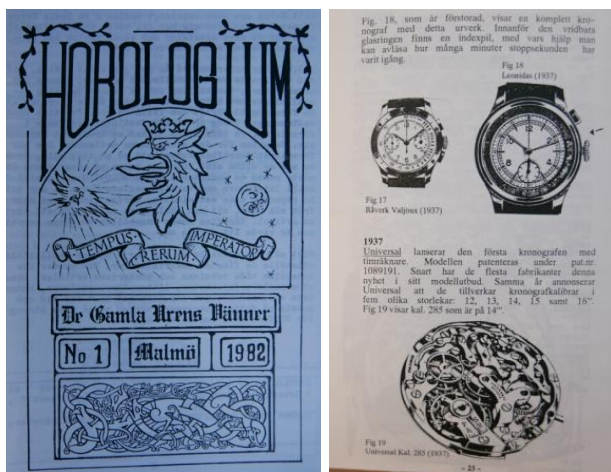 HOROLOGIUM
TEMPUS RERUM IMPERATOR
De Gamla Urens Vänner
No 1 Malmö 1982
Fig. 18, som är förstorad, visar en komplett kro-
nograf med detta urverk. Innanför den vridbara
glasringen finns en indexpil, med vars hjälp man
kan avläsa hur många minuter stoppsekunden har
varit igång.
Fig 18
Leonidas (1937)
Fig 17
Råverk Valjoux (1937)
1937
Universal lanserar den första kronografen med
timräknare. Modellen patenteras under pat.nr.
1089191. Snart har de flesta fabrikanter denna
nyhet i sitt modellutbud. Samma år annonserar
Universal att de tillverkar kronografkalibrar i
fem olika storlekar: 12, 13, 14, 15 samt 16'''.
Fig 19 visar kal. 285 som är på 14'''.
Fig 19
Universal Kal. 285 (1937)
- 23 -